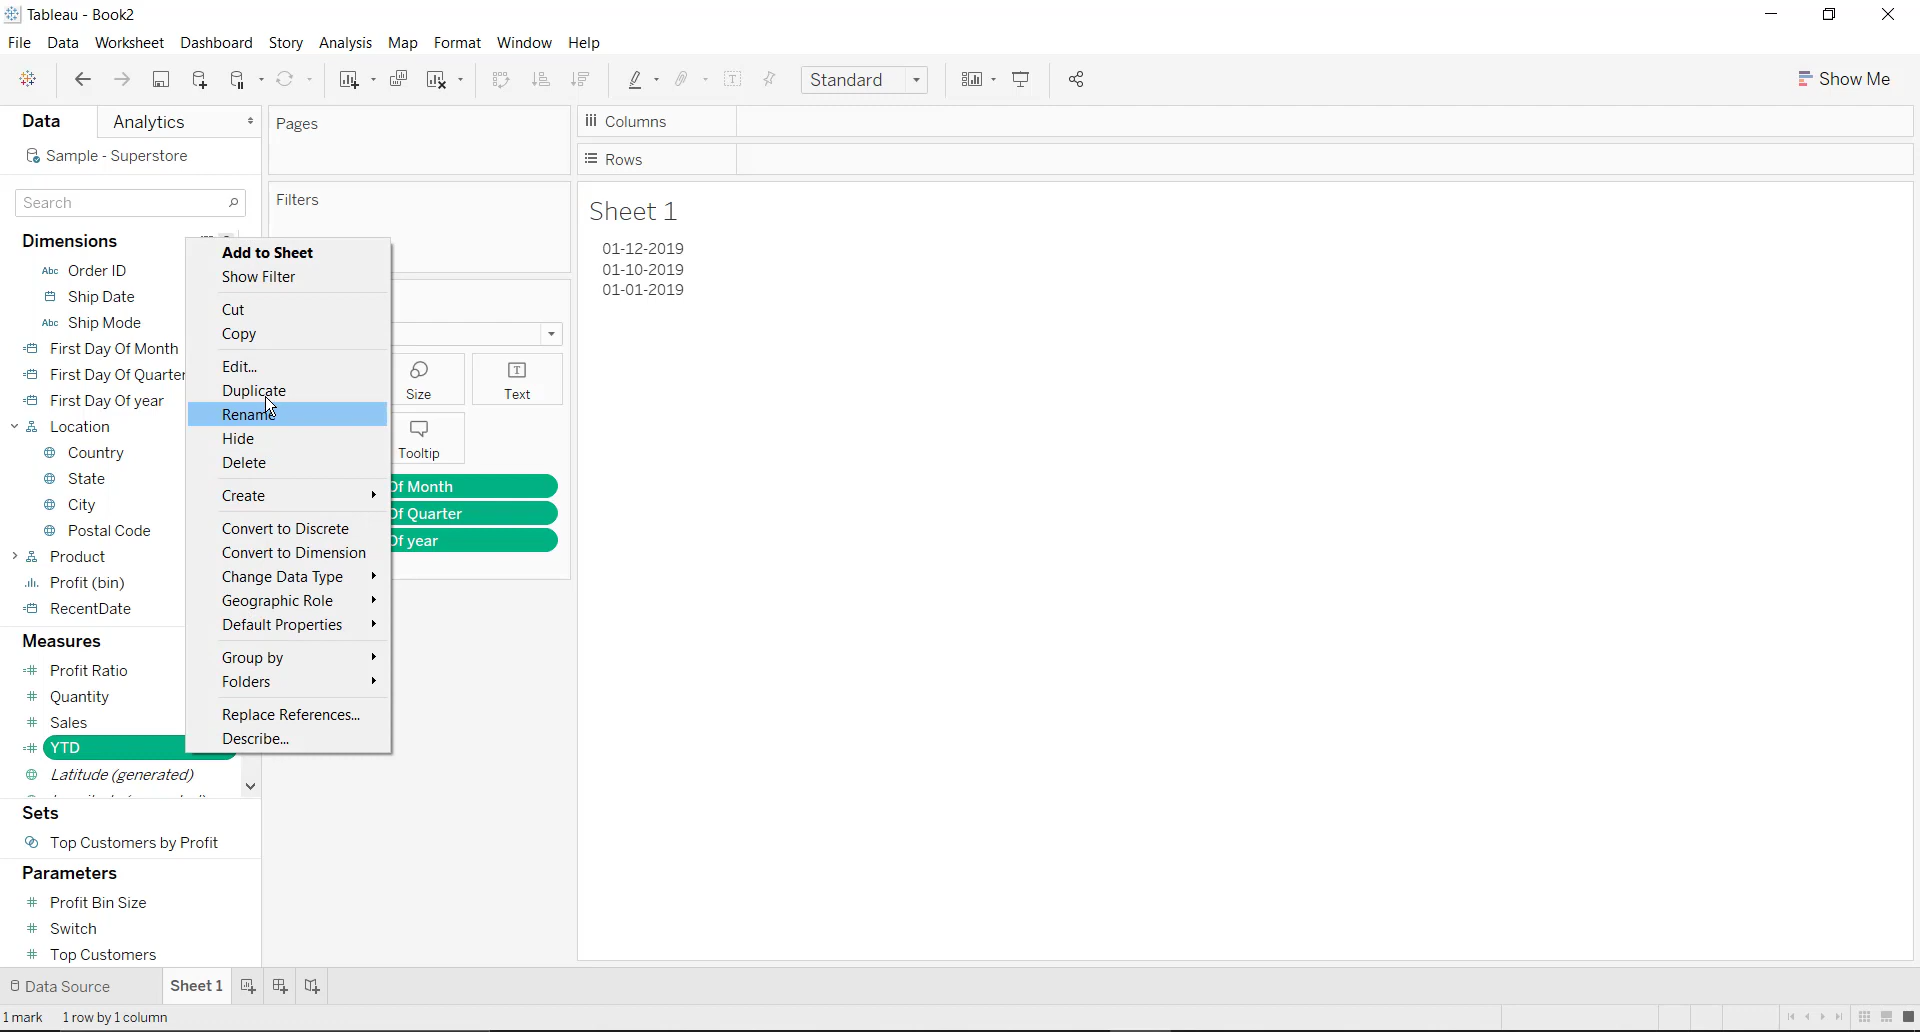 Tableau - Book2
File Data Worksheet Dashboard Story Analysis Map Format Window Help
Standard
Show Me
Data
Analytics
Sample - Superstore
Search
Dimensions
Abc Order ID
Ship Date
Abc Ship Mode
First Day Of Month
First Day Of Quarter
First Day Of year
Location
Country
State
City
Postal Code
Product
Profit (bin)
RecentDate
Measures
Profit Ratio
Quantity
Sales
YTD
Latitude (generated)
Sets
Top Customers by Profit
Parameters
Profit Bin Size
Switch
Top Customers
Add to Sheet
Show Filter
Cut
Copy
Edit...
Duplicate
Rename
Hide
Delete
Create
Convert to Discrete
Convert to Dimension
Change Data Type
Geographic Role
Default Properties
Group by
Folders
Replace References...
Describe...
Pages
Filters
Size
Text
Tooltip
Of Month
Of Quarter
Of year
Columns
Rows
Sheet 1
01-12-2019
01-10-2019
01-01-2019
Data Source
Sheet 1
1 mark 1 row by 1 column